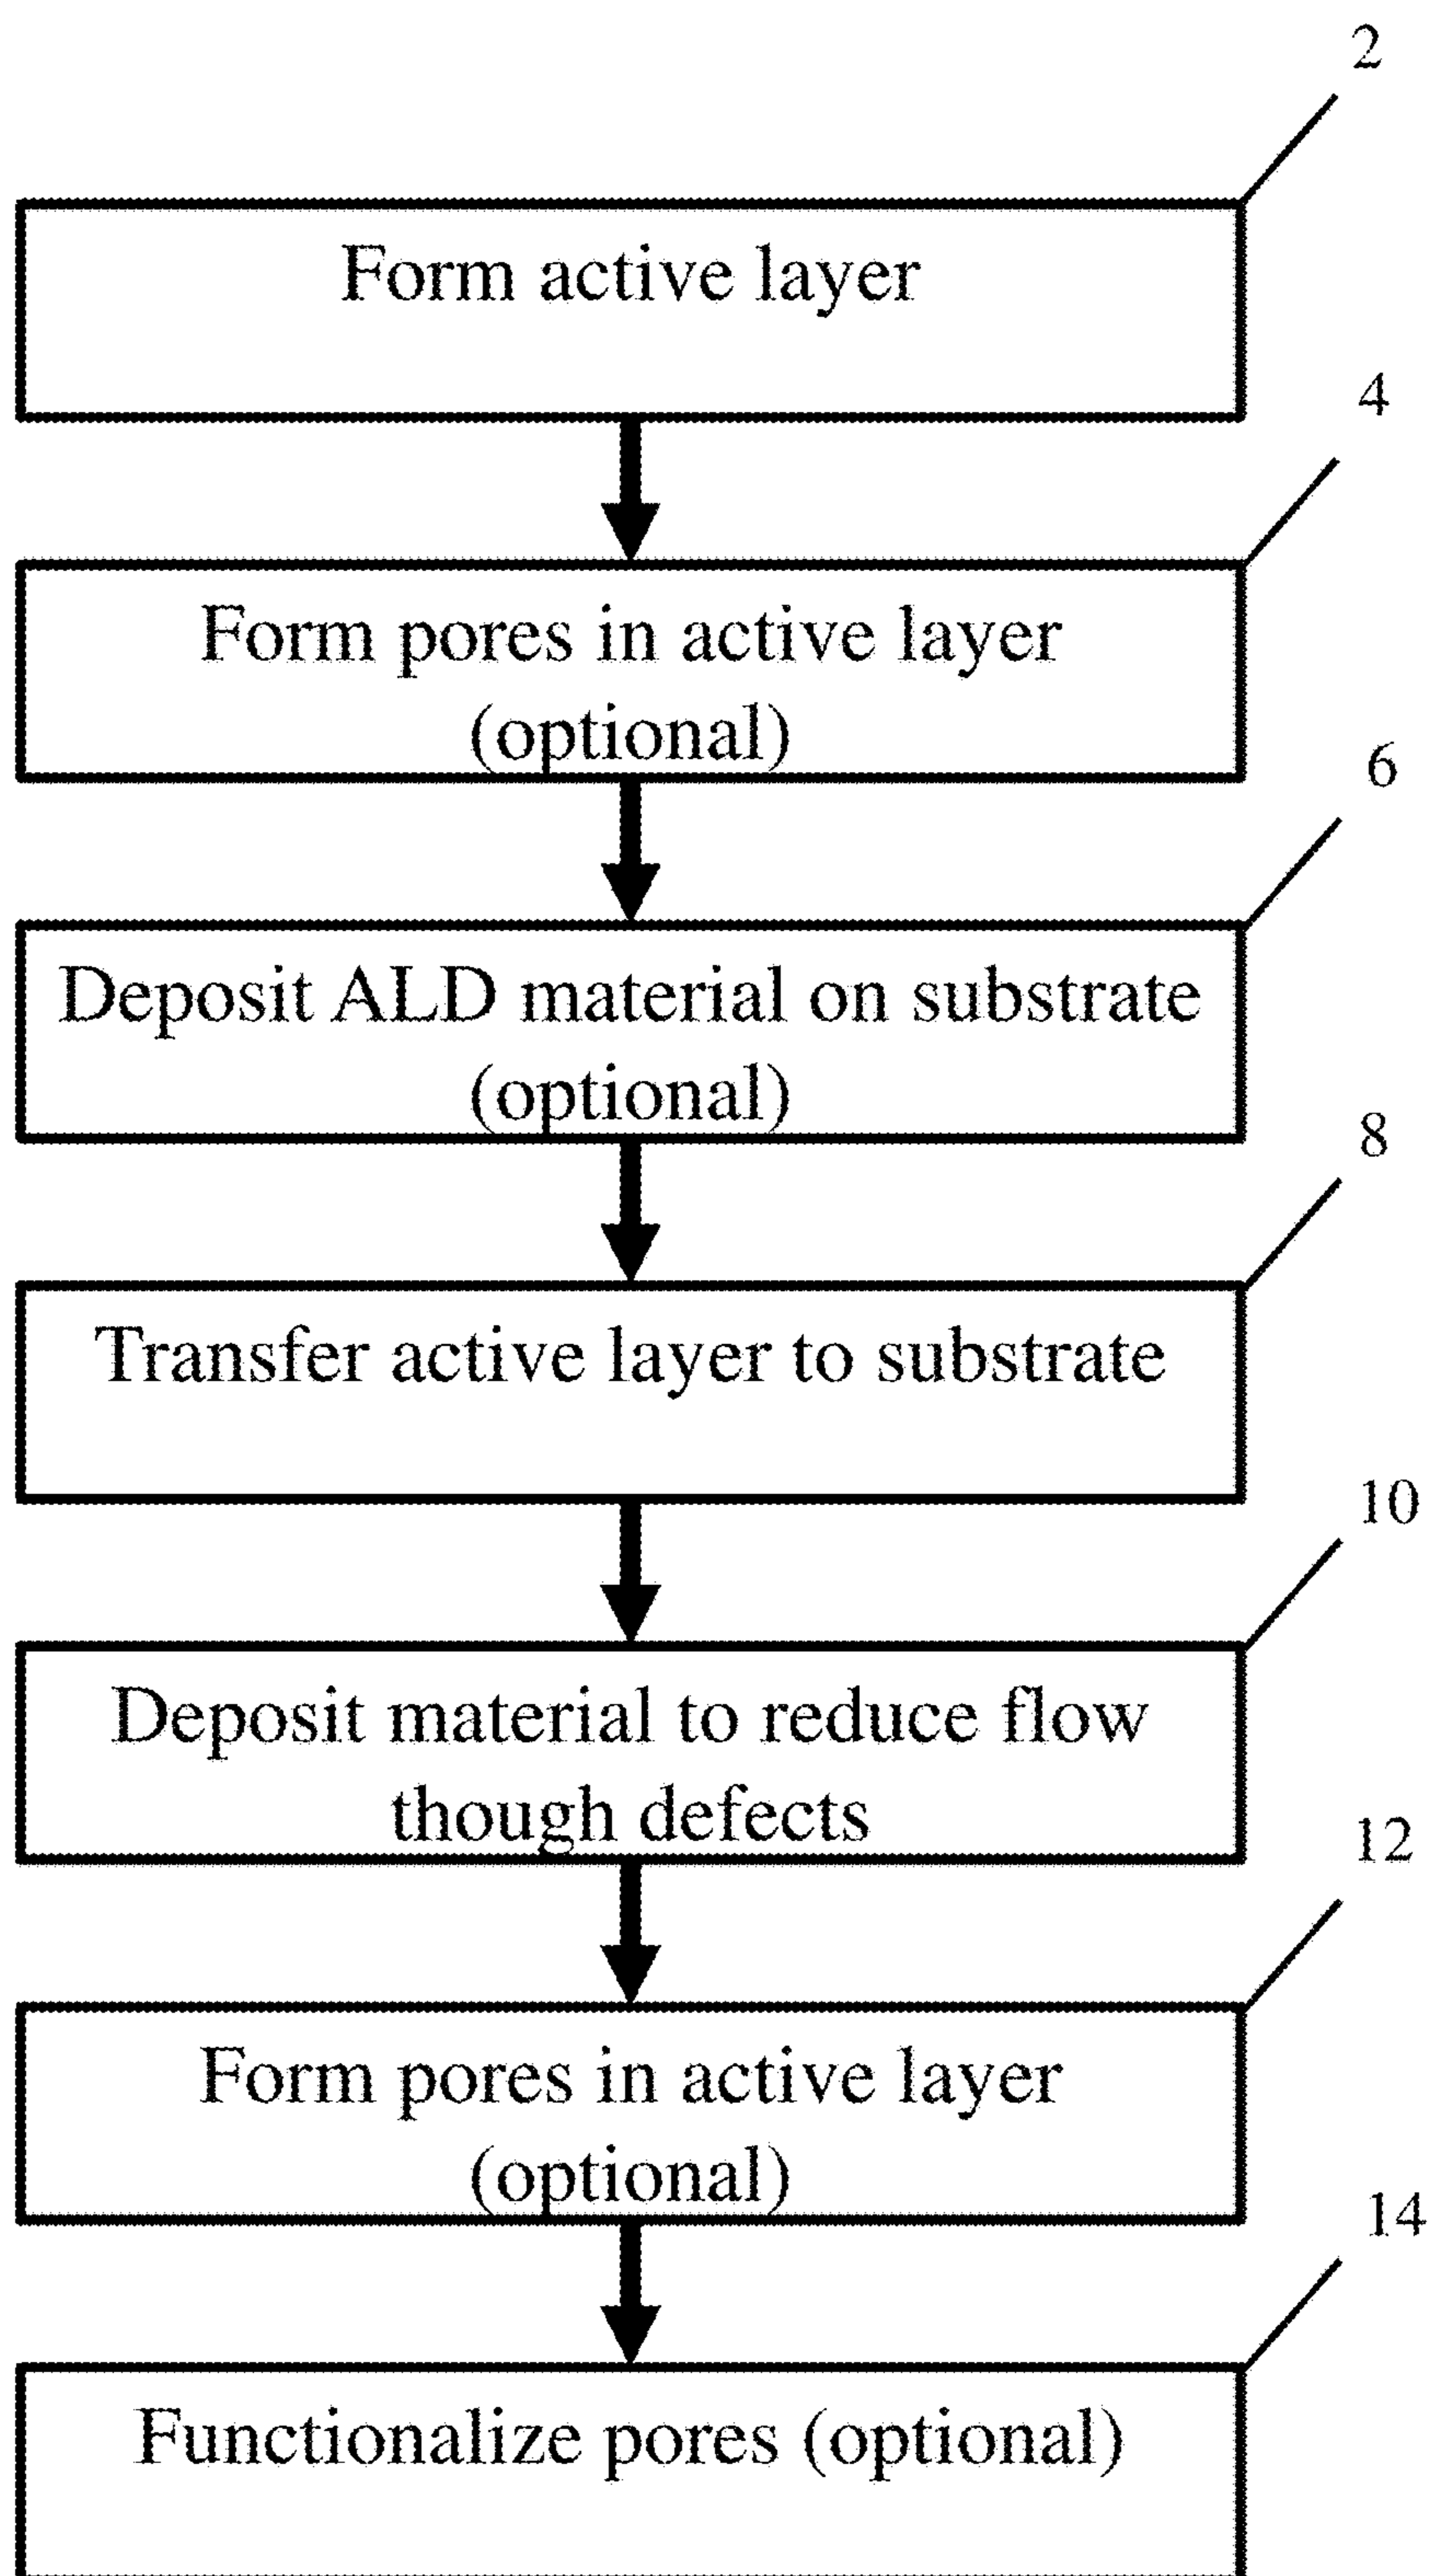 2
Form active layer
4
Form pores in active layer
(optional)
6
Deposit ALD material on substrate
(optional)
8
Transfer active layer to substrate
10
Deposit material to reduce flow
though defects
12
Form pores in active layer
(optional)
14
Functionalize pores (optional)